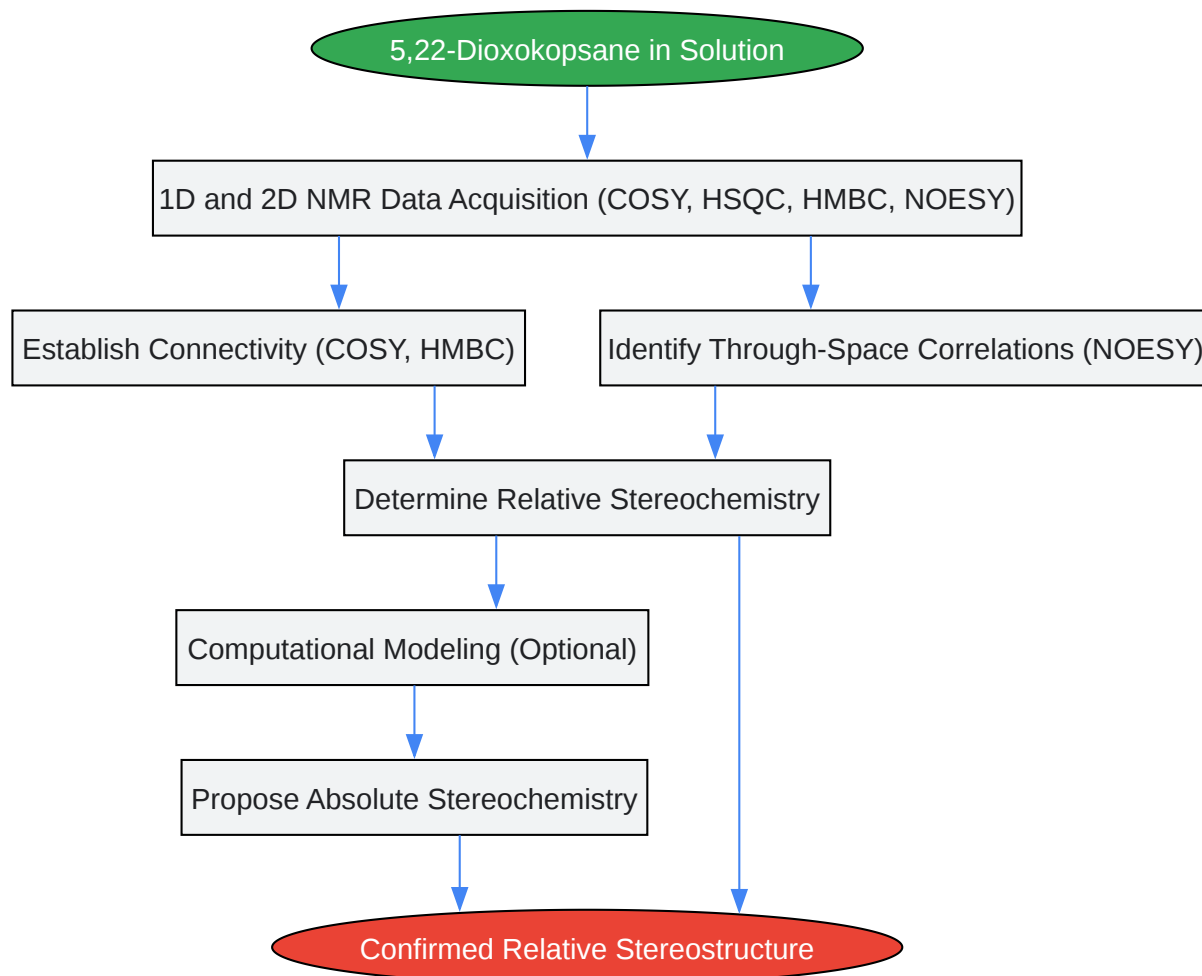 5,22-Dioxokopsane in Solution
1D and 2D NMR Data Acquisition (COSY, HSQC, HMBC, NOESY)
Establish Connectivity (COSY, HMBC)
Identify Through-Space Correlations (NOESY)
Determine Relative Stereochemistry
Computational Modeling (Optional)
Propose Absolute Stereochemistry
Confirmed Relative Stereostructure